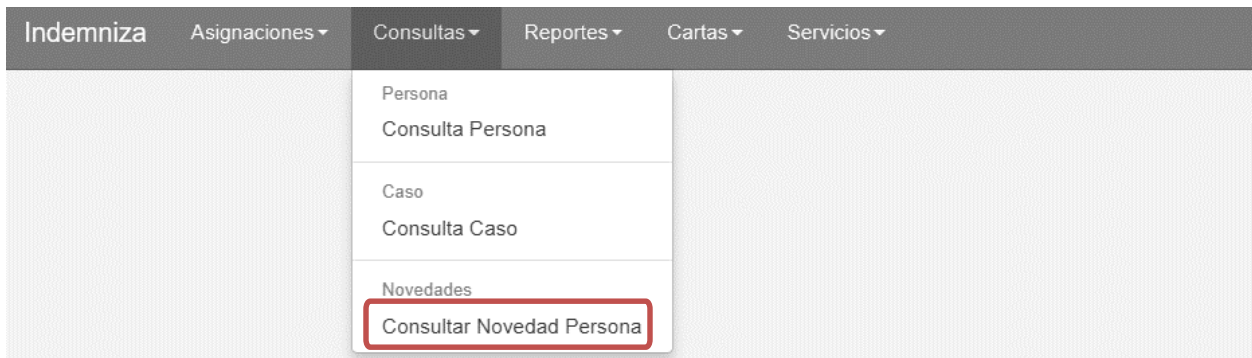 Indemniza Asignaciones Consultas Reportes Cartas Servicios
Persona
Consulta Persona
Caso
Consulta Caso
Novedades
Consultar Novedad Persona